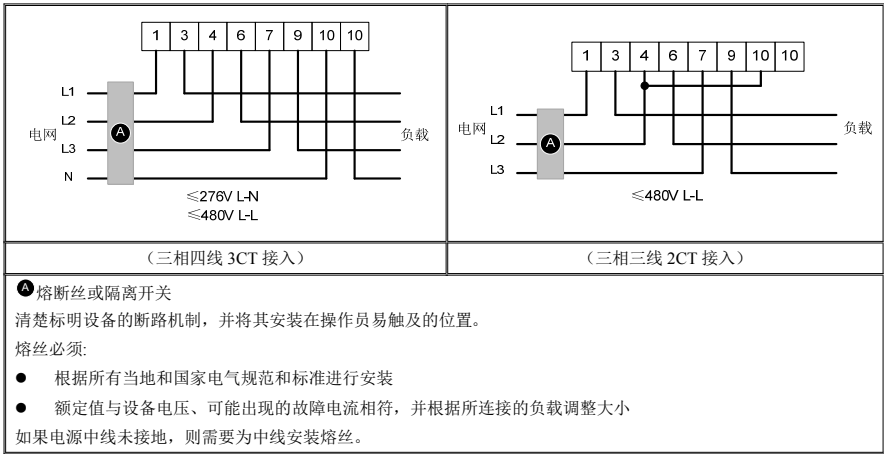 1 3 4 6 7 9 10 10
L1
L2
L3
N
电网
A
负载
≤276V L-N
≤480V L-L
1 3 4 6 7 9 10 10
L1
L2
L3
电网
A
负载
≤480V L-L
(三相四线 3CT 接入)
(三相三线 2CT 接入)
A 熔断丝或隔离开关
清楚标明设备的断路机制，并将其安装在操作员易触及的位置。
熔丝必须:
● 根据所有当地和国家电气规范和标准进行安装
● 额定值与设备电压、可能出现的故障电流相符，并根据所连接的负载调整大小
如果电源中线未接地，则需要为中线安装熔丝。